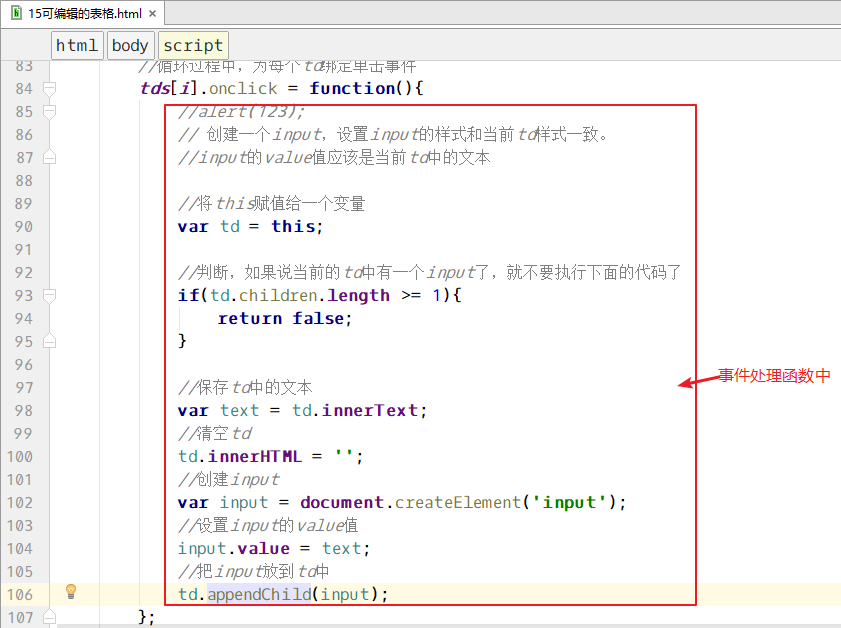 15可编辑的表格.html
html body script
83 //循环过程中，为每个td绑定单击事件
84 tds[i].onclick = function(){
85 //alert(123);
86 // 创建一个input，设置input的样式和当前td样式一致。
87 //input的value值应该是当前td中的文本
88
89 //将this赋值给一个变量
90 var td = this;
91
92 //判断，如果说当前的td中有一个input了，就不要执行下面的代码了
93 if(td.children.length >= 1){
94 return false;
95 }
96
事件处理函数中
97 //保存td中的文本
98 var text = td.innerText;
99 //清空td
100 td.innerHTML = '';
101 //创建input
102 var input = document.createElement('input');
103 //设置input的value值
104 input.value = text;
105 //把input放到td中
106 td.appendChild(input);
107 };